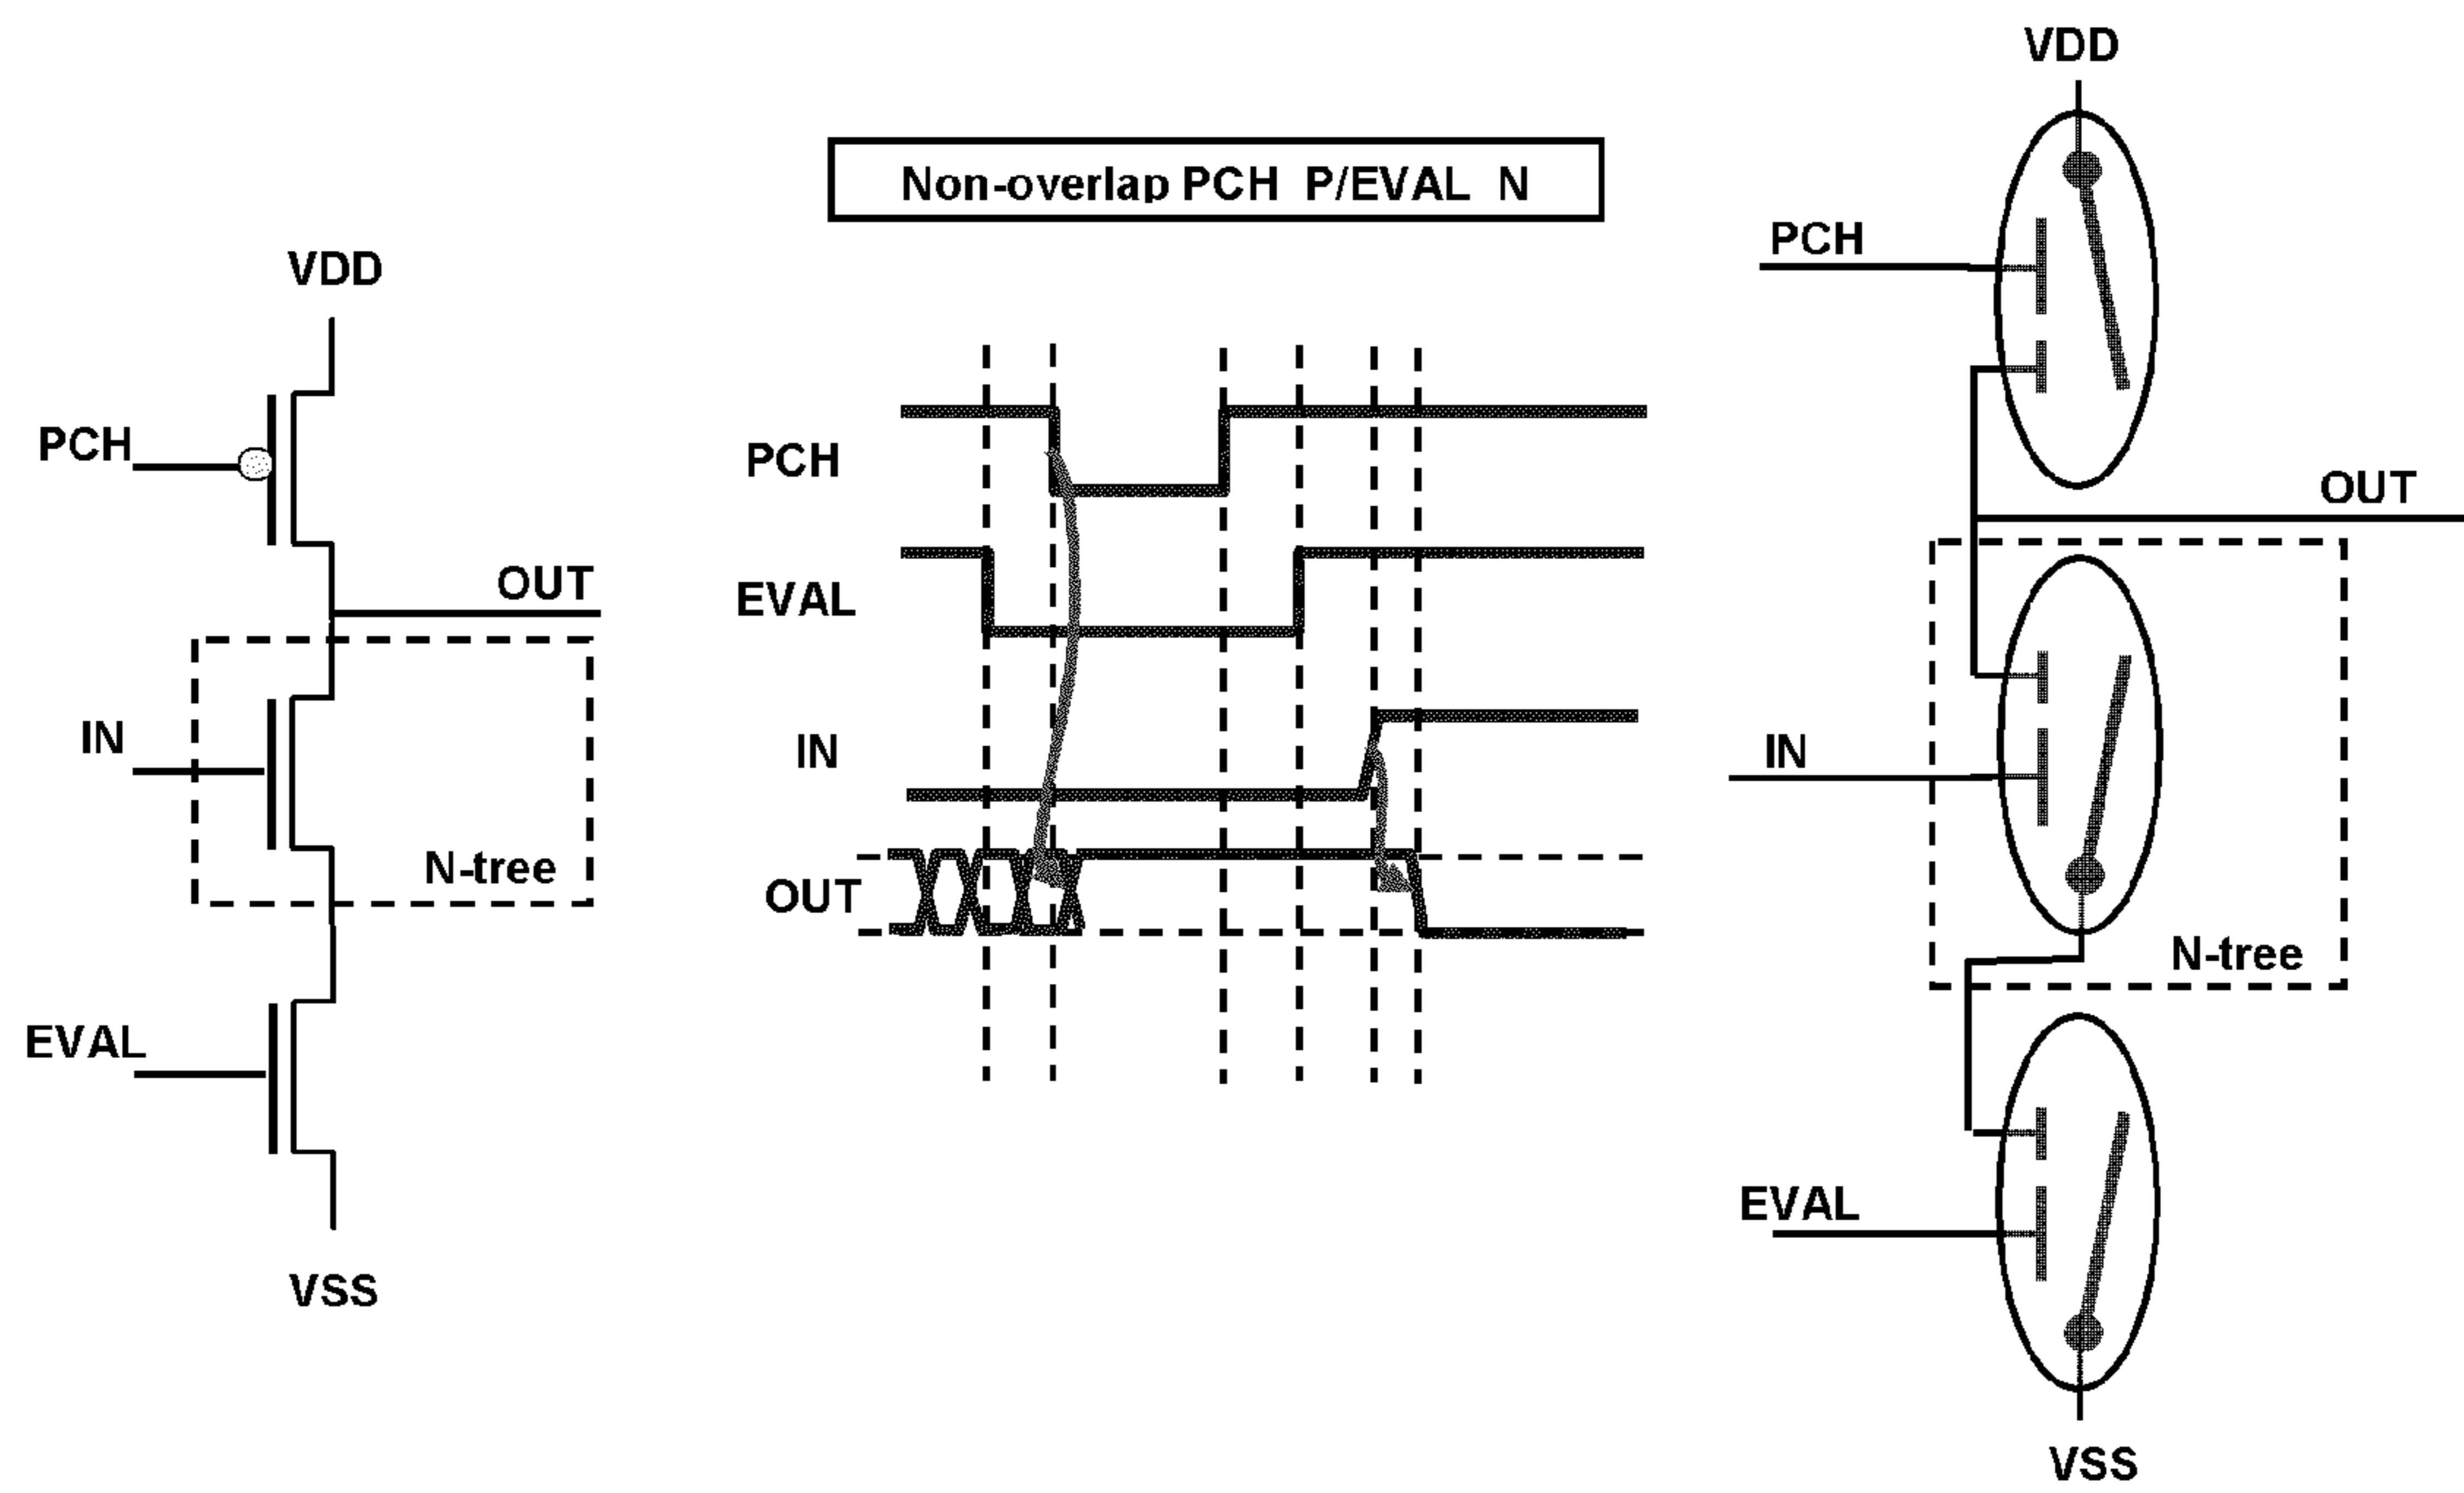 VDD
PCH
OUT
IN
N-tree
EVAL
VSS
Non-overlap PCH P/EVAL N
PCH
EVAL
IN
OUT
VDD
PCH
OUT
IN
N-tree
EVAL
VSS